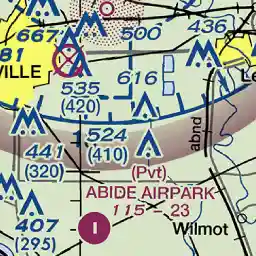 667
500
436
81
VILLE
Le
616
535
(420)
abnd
524
(410)
441
(320)
(Pvt)
ABIDE AIRPARK
115 - 23
407
(295)
I
Wilmot